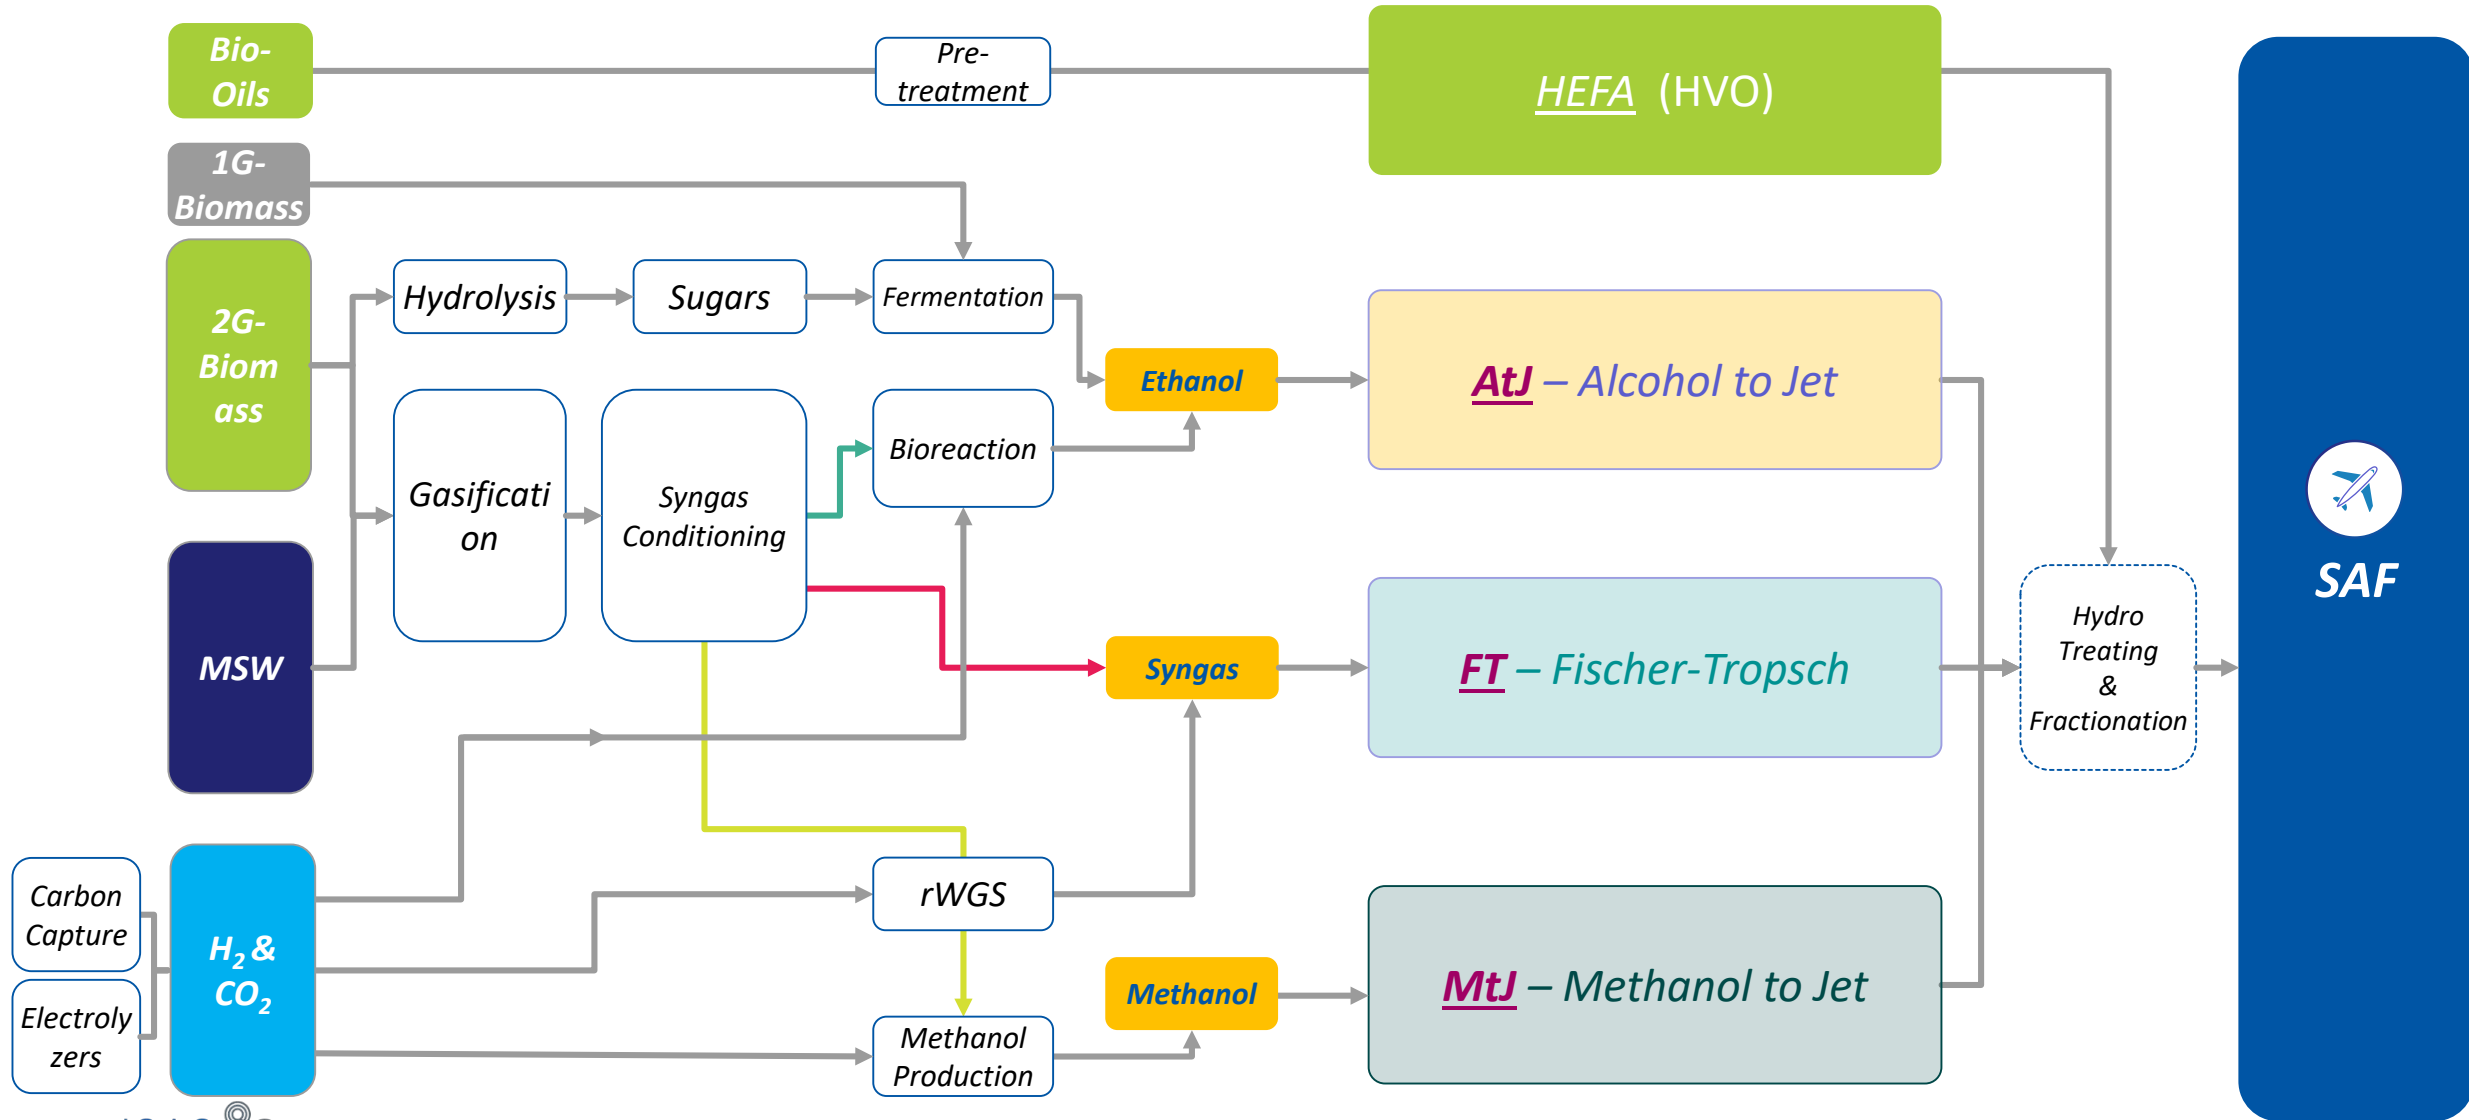 Bio-
Oils
Pre-
treatment
HEFA (HVO)
1G-
Biomass
2G-
Biom
ass
Hydrolysis
Sugars
Fermentation
Ethanol
AtJ – Alcohol to Jet
Gasificati
on
Syngas
Conditioning
Bioreaction
MSW
Syngas
FT – Fischer-Tropsch
Hydro
Treating
&
Fractionation
SAF
Carbon
Capture
Electroly
zers
H2 &
CO2
rWGS
Methanol
Production
Methanol
MtJ – Methanol to Jet